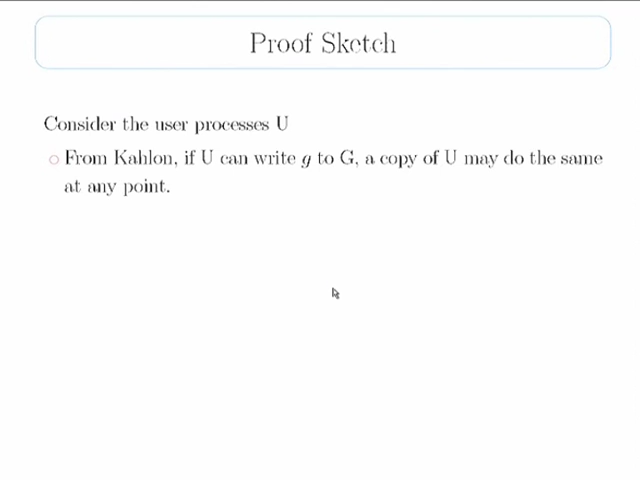 Proof Sketch
Consider the user processes U
From Kahlon, if U can write g to G, a copy of U may do the same
at any point.